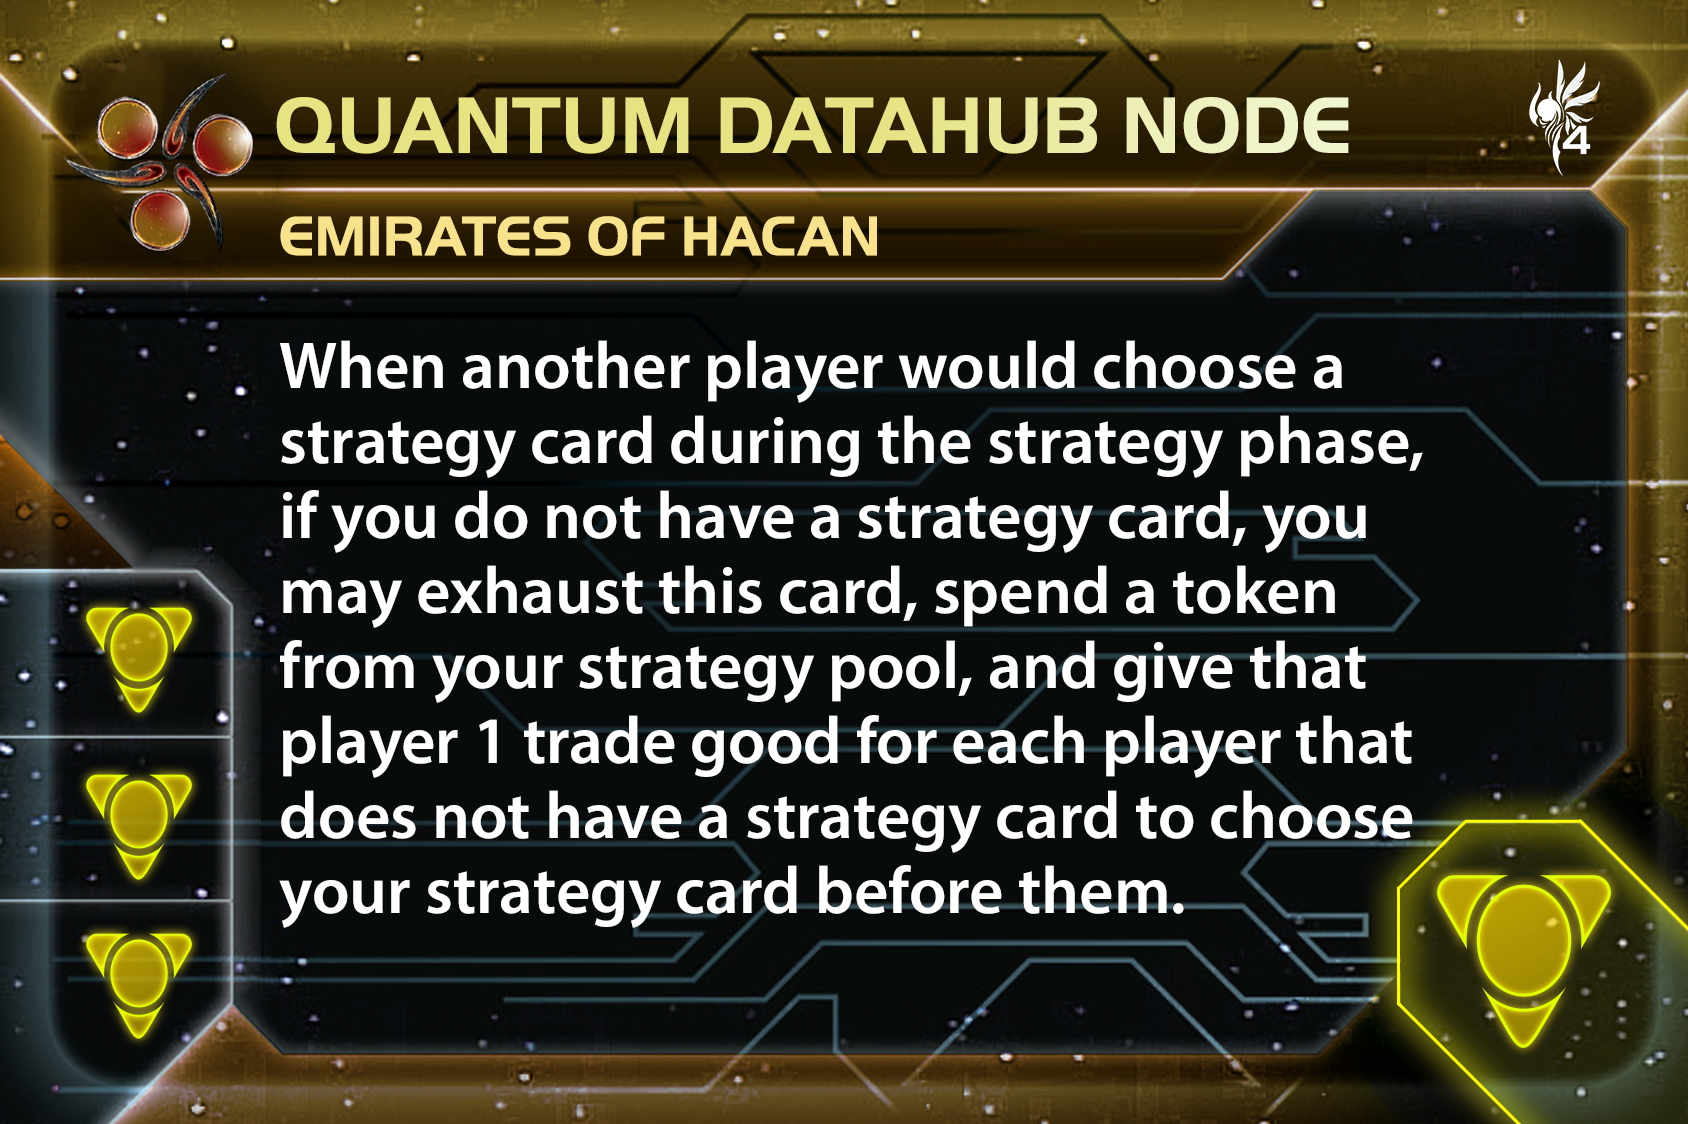 QUANTUM DATAHUB NODE
4
EMIRATES OF HACAN
When another player would choose a
strategy card during the strategy phase,
if you do not have a strategy card, you
may exhaust this card, spend a token
from your strategy pool, and give that
player 1 trade good for each player that
does not have a strategy card to choose
your strategy card before them.